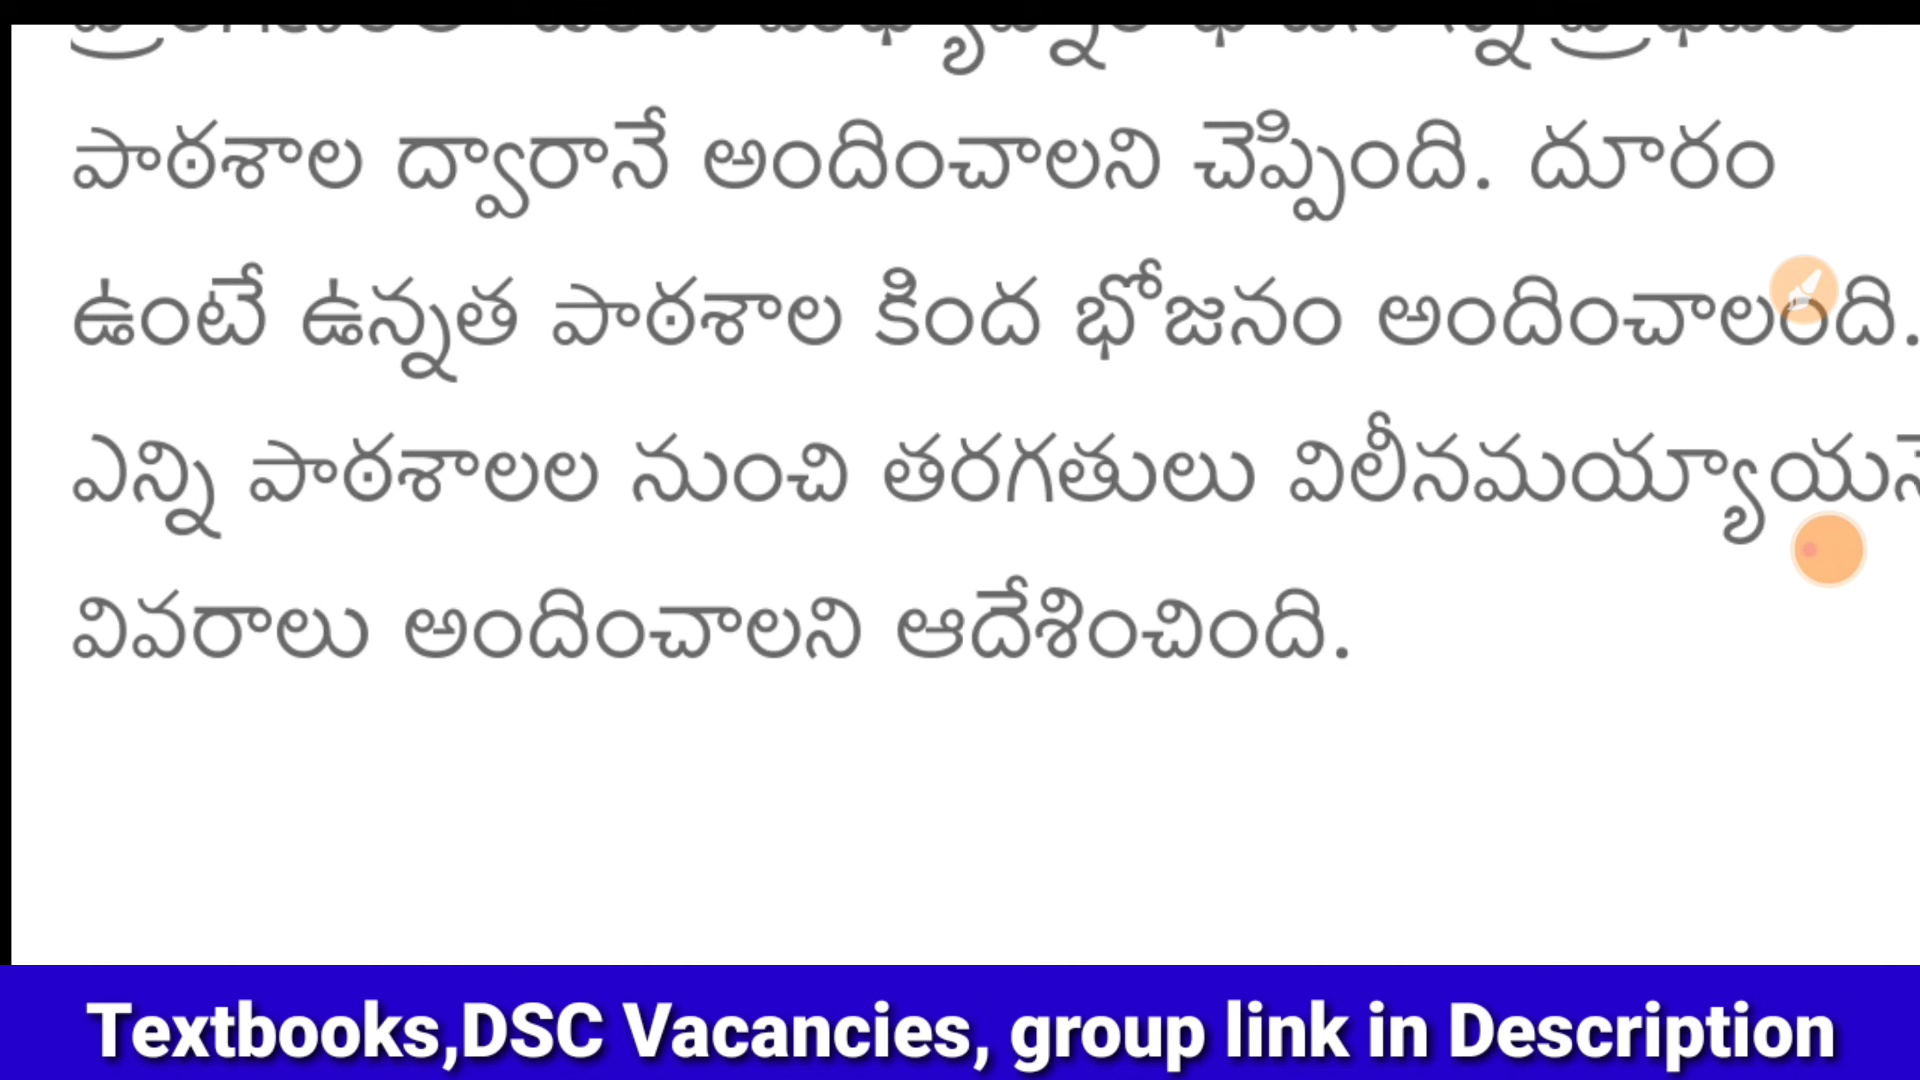 పాఠశాల ద్వారానే అందించాలని చెప్పింది. దూరం
ఉంటే ఉన్నత పాఠశాల కింద భోజనం అందించాలంది.
ఎన్ని పాఠశాలల నుంచి తరగతులు
వివరాలు అందించాలని ఆదేశించింది.
Textbooks,DSC Vacancies, group link in Description